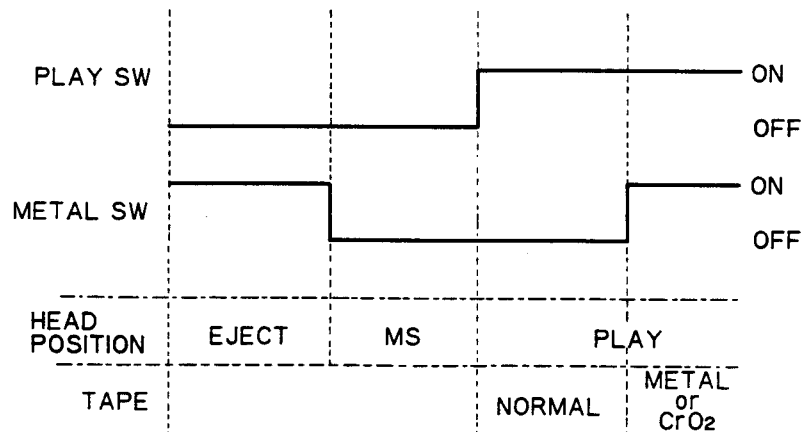 PLAY SW
ON
OFF
METAL SW
ON
OFF
HEAD
POSITION
EJECT
MS
PLAY
TAPE
NORMAL
METAL
or
CrO2